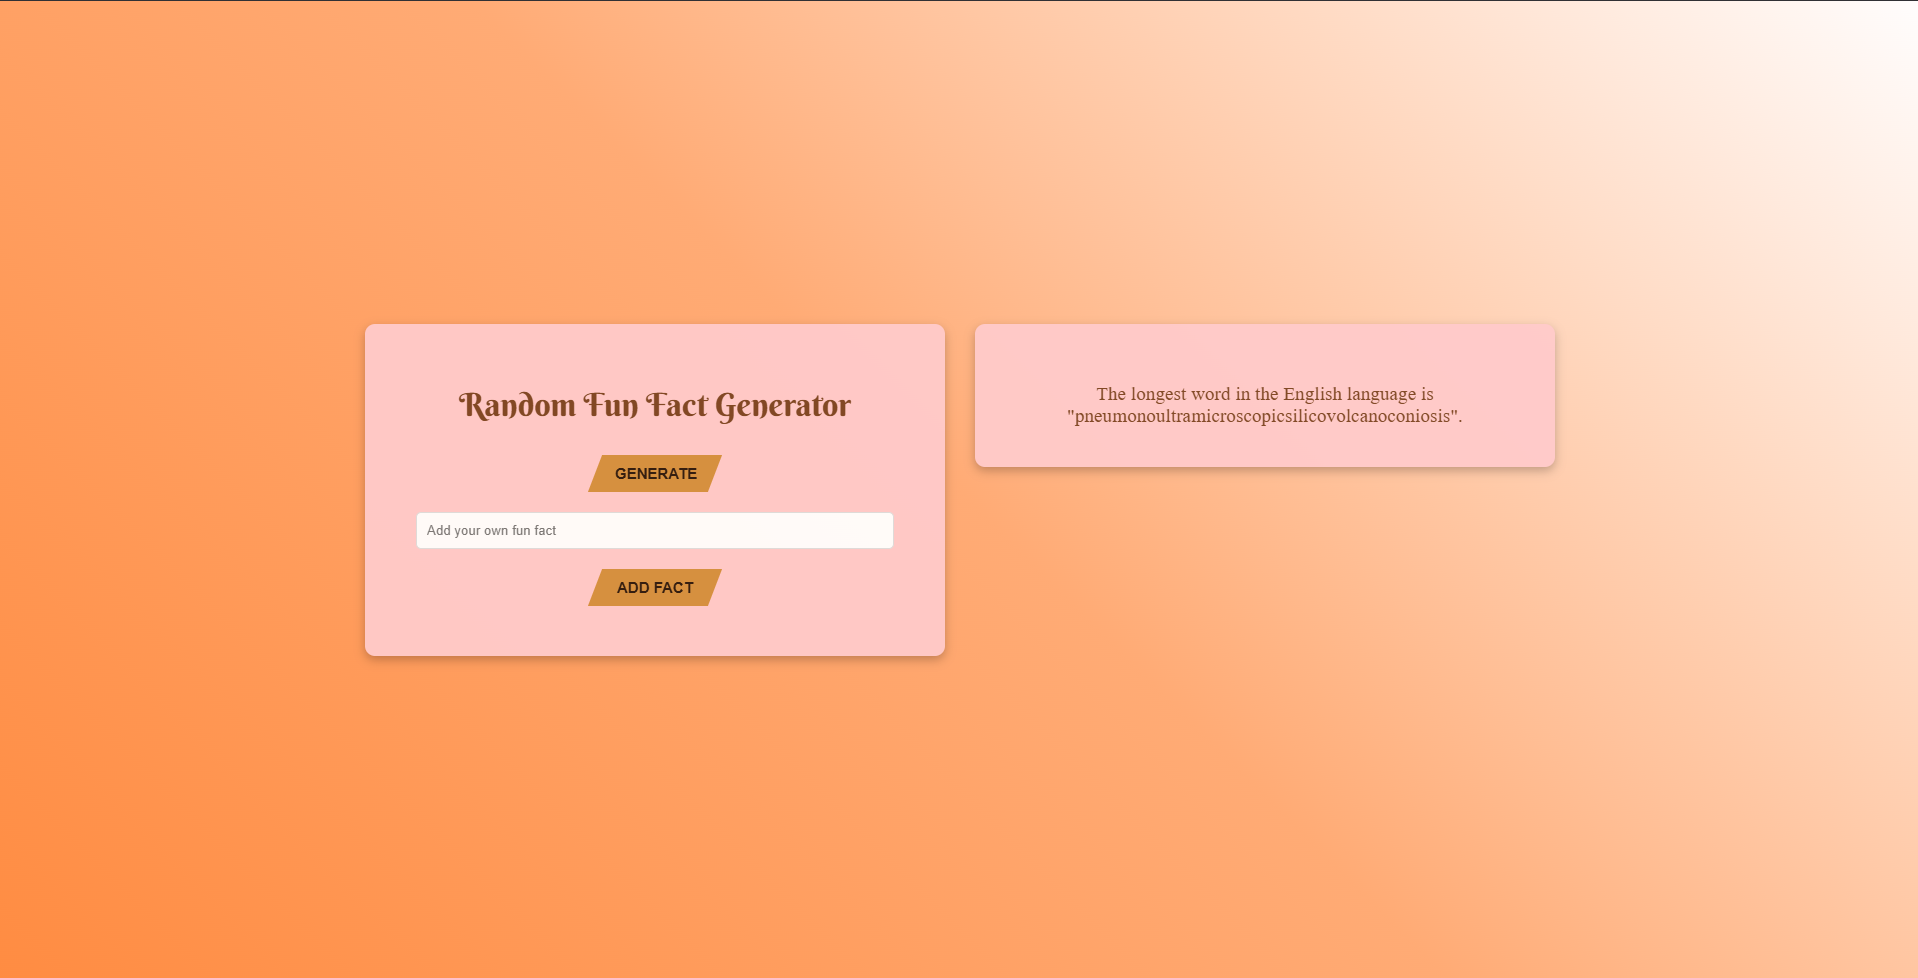 Random Fun Fact Generator
GENERATE
Add your own fun fact
ADD FACT
The longest word in the English language is
"pneumonoultramicroscopicsilicovolcanoconiosis".